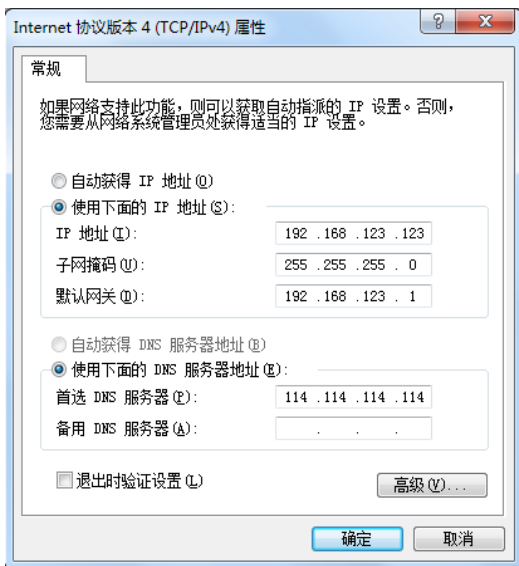 Internet 协议版本 4 (TCP/IPv4) 属性
常规
如果网络支持此功能，则可以获取自动指派的 IP 设置。否则，
您需要从网络系统管理员处获得适当的 IP 设置。
自动获得 IP 地址(O)
使用下面的 IP 地址(S):
IP 地址(I): 192 .168 .123 .123
子网掩码(U): 255 .255 .255 . 0
默认网关(D): 192 .168 .123 . 1
自动获得 DNS 服务器地址(B)
使用下面的 DNS 服务器地址(E):
首选 DNS 服务器(P): 114 .114 .114 .114
备用 DNS 服务器(A): . . .
退出时验证设置(L)
高级(V)...
确定 取消